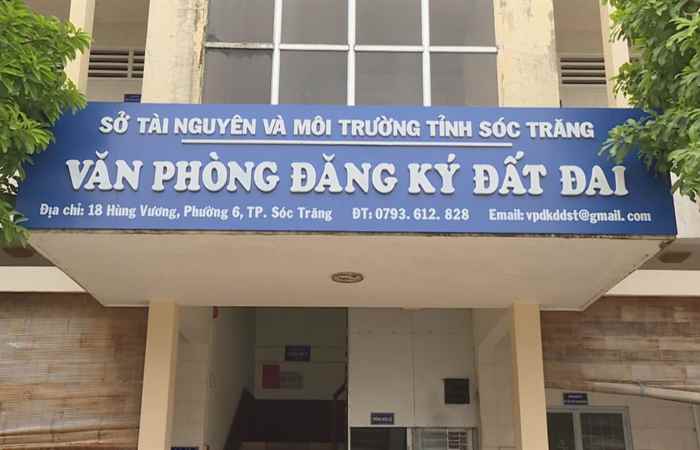 SỞ TÀI NGUYÊN VÀ MÔI TRƯỜNG TỈNH SÓC TRĂNG
VĂN PHÒNG ĐĂNG KÝ ĐẤT ĐAI
Địa chỉ: 18 Hùng Vương, Phường 6, TP. Sóc Trăng ĐT: 0793. 612. 828 Email: vpdkddst@gmail. com